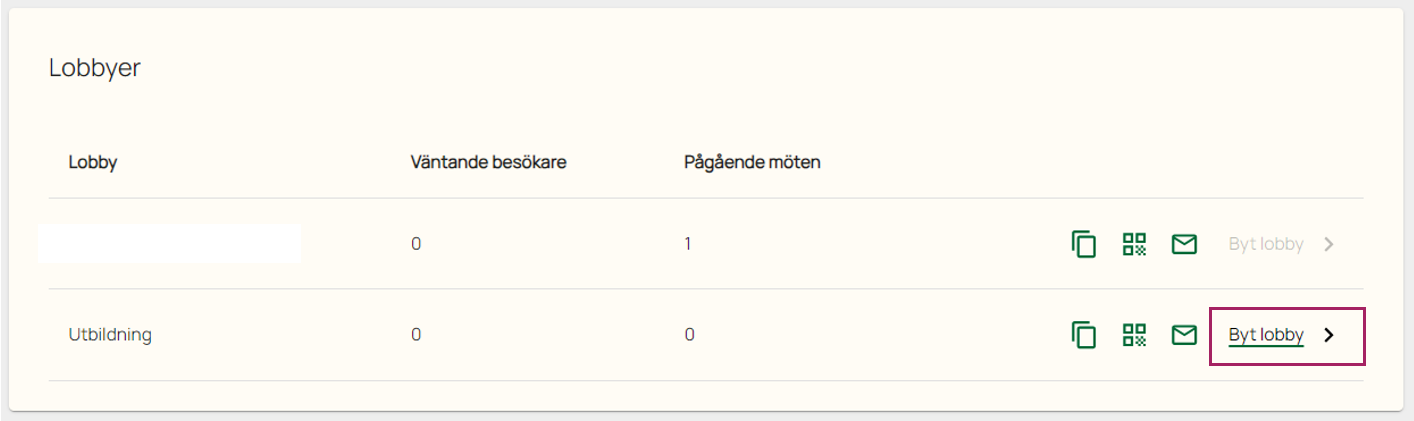 Lobbyer
Lobby Väntande besökare Pågående möten
0 1 Byt lobby
Utbildning 0 0 Byt lobby